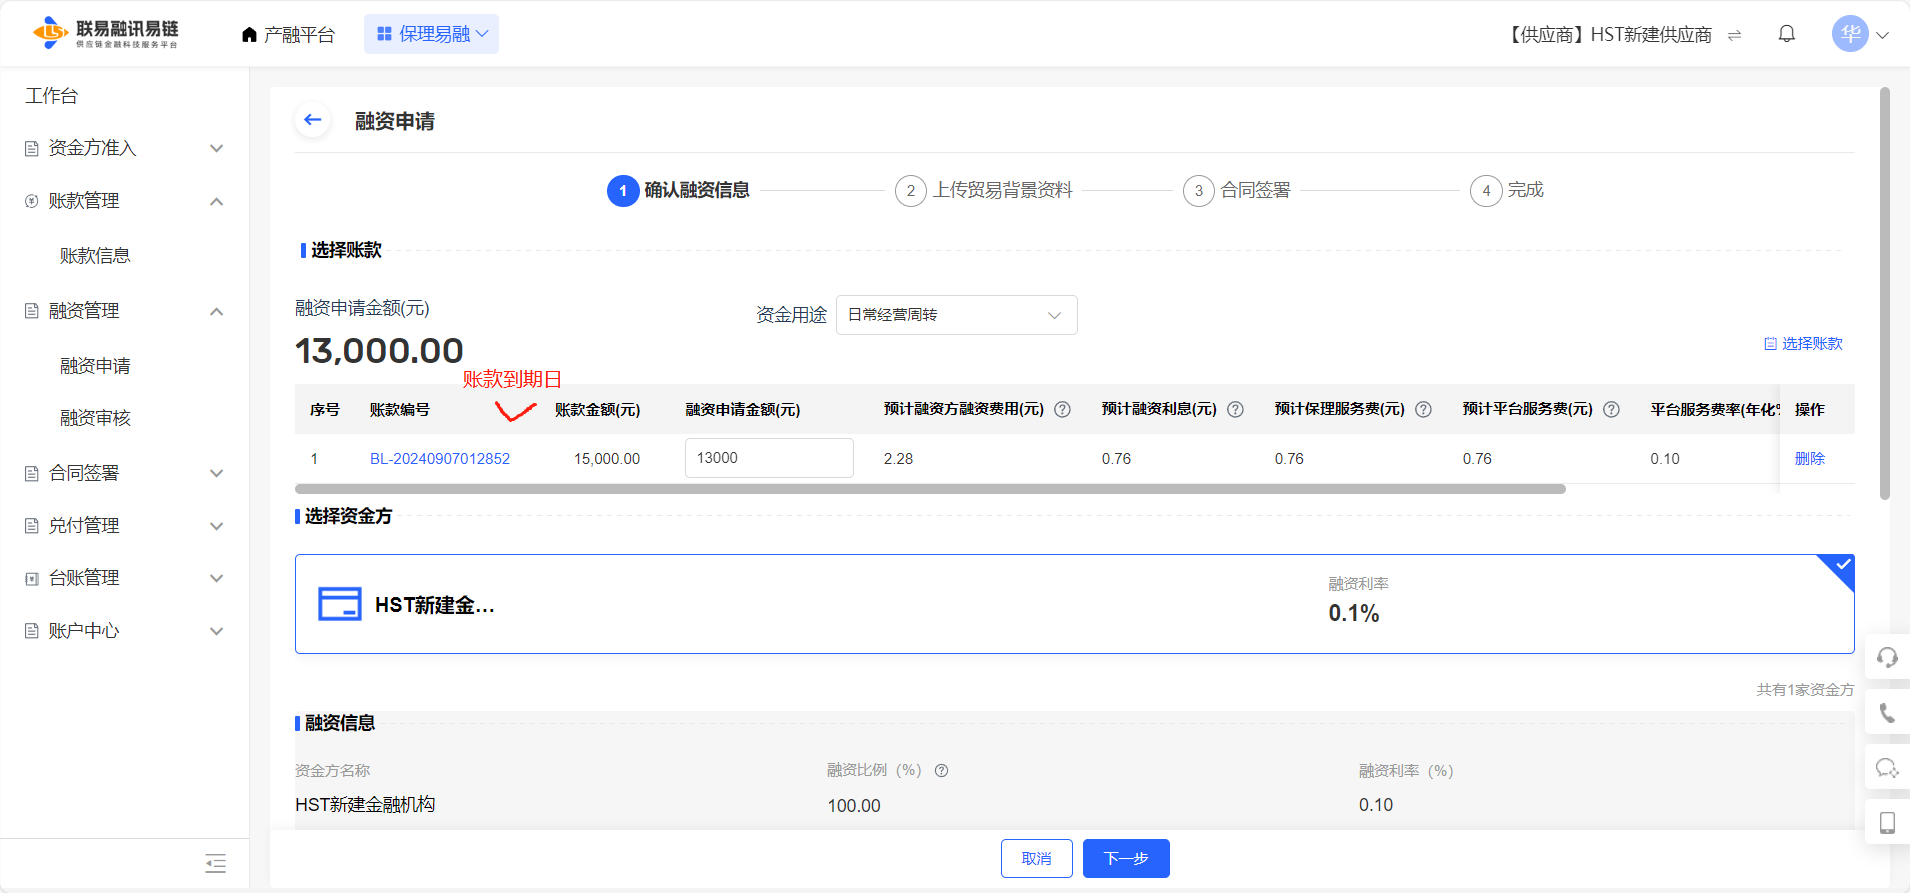 联易融讯易链
供应链金融科技服务平台
产融平台
保理易融
【供应商】HST新建供应商
华
工作台
资金方准入
账款管理
账款信息
融资管理
融资申请
融资审核
合同签署
兑付管理
台账管理
账户中心
融资申请
1 确认融资信息
2 上传贸易背景资料
3 合同签署
4 完成
选择账款
融资申请金额(元)
13,000.00
资金用途 日常经营周转
选择账款
账款到期日
序号 账款编号 账款金额(元) 融资申请金额(元) 预计融资方融资费用(元) 预计融资利息(元) 预计保理服务费(元) 预计平台服务费(元) 平台服务费率(年化% 操作
1 BL-20240907012852 15,000.00 13000 2.28 0.76 0.76 0.76 0.10 删除
选择资金方
HST新建金...
融资利率
0.1%
共有1家资金方
融资信息
资金方名称 融资比例（%） 融资利率（%）
HST新建金融机构 100.00 0.10
取消 下一步